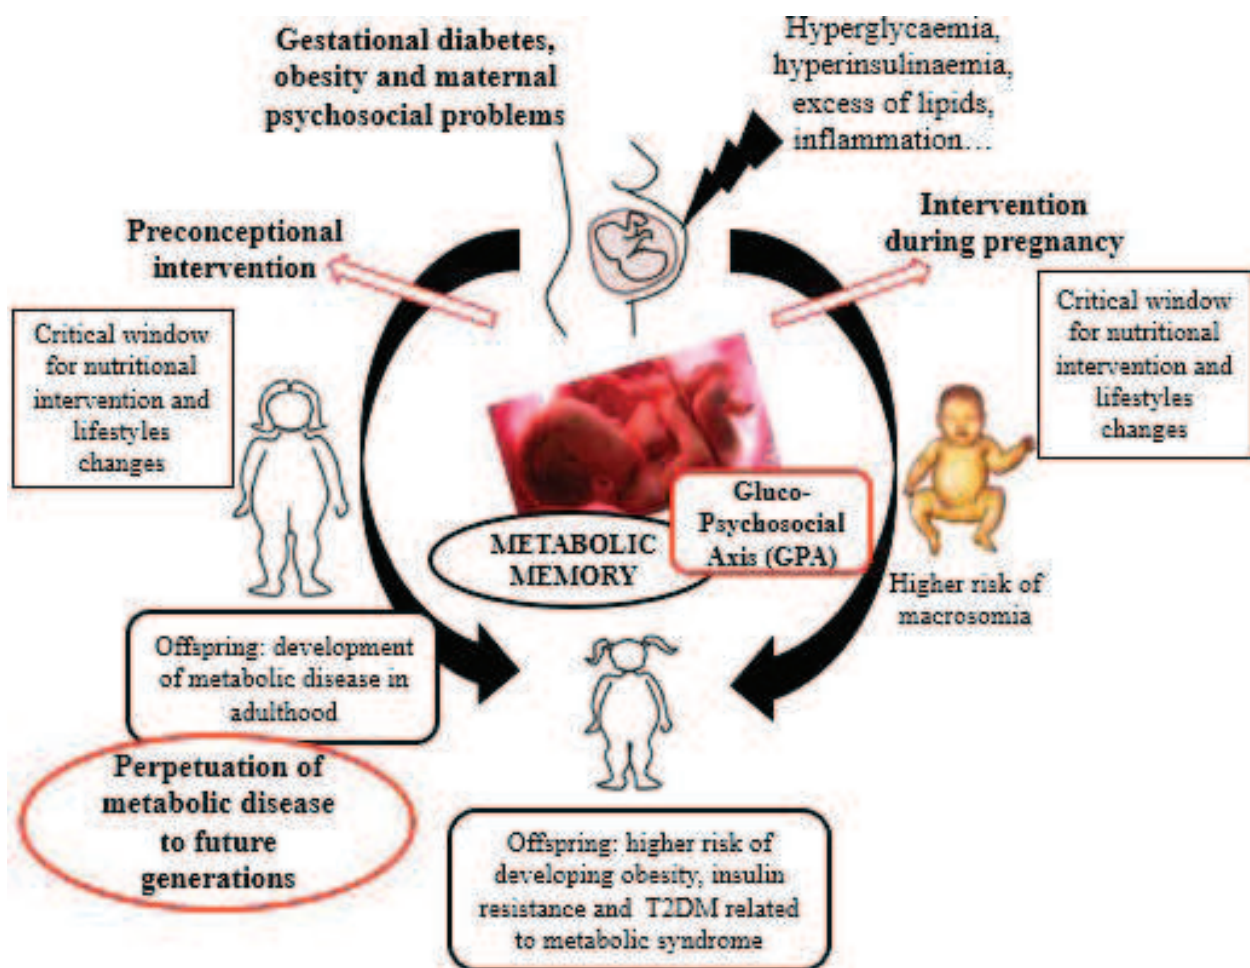 Gestational diabetes,
obesity and maternal
psychosocial problems
Hyperglycaemia,
hyperinsulinaemia,
excess of lipids,
inflammation…
Preconceptional
intervention
Intervention
during pregnancy
Critical window
for nutritional
intervention and
lifestyles
changes
Critical window
for nutritional
intervention and
lifestyles
changes
Gluco-
Psychosocial
Axis (GPA)
METABOLIC
MEMORY
Higher risk of
macrosomia
Offspring: development
of metabolic disease in
adulthood
Perpetuation of
metabolic disease
to future
generations
Offspring: higher risk of
developing obesity, insulin
resistance and T2DM related
to metabolic syndrome